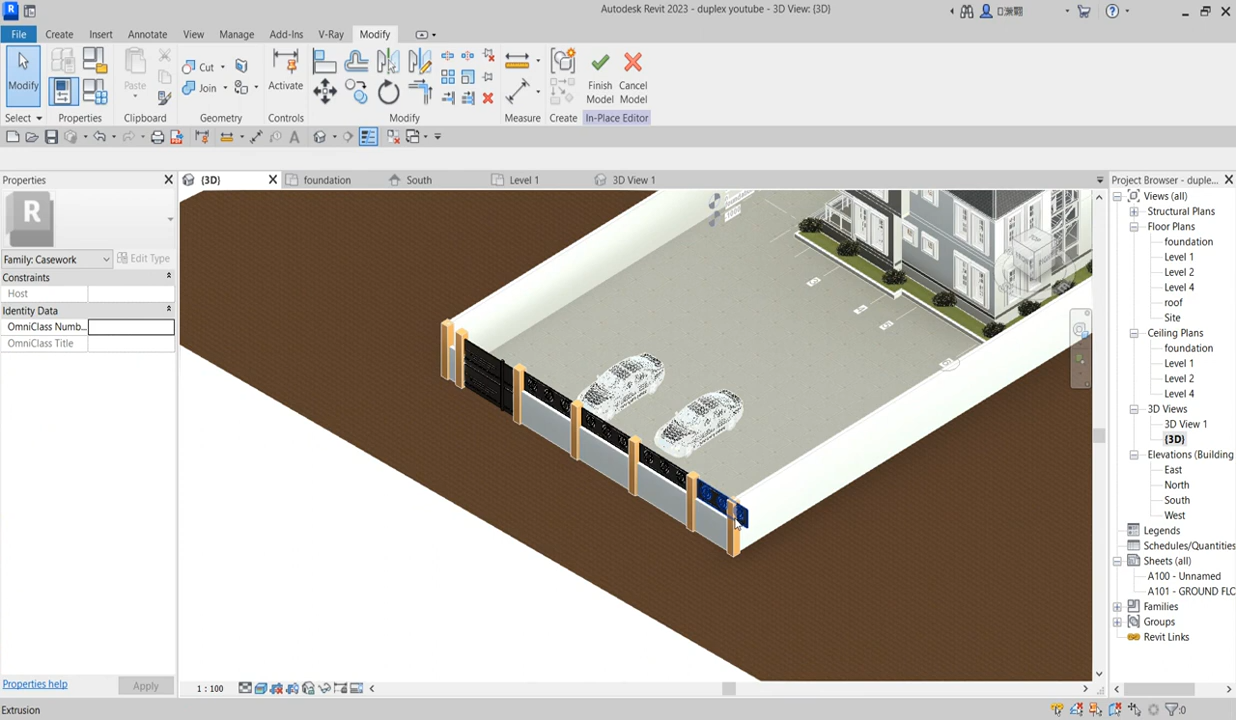 Autodesk Revit 2023 - duplex youtube - 3D View: {3D}
File Create Insert Annotate View Manage Add-Ins V-Ray Modify
Modify Paste Cut Join Activate Finish Model Cancel Model
Select Properties Clipboard Geometry Controls Modify Measure Create In-Place Editor
Properties
(3D) foundation South Level 1 3D View 1
Project Browser - duple...
Family: Casework Edit Type
Constraints
Host
Identity Data
OmniClass Numb...
OmniClass Title
Views (all)
Structural Plans
Floor Plans
foundation
Level 1
Level 2
Level 4
roof
Site
Ceiling Plans
foundation
Level 1
Level 2
Level 4
3D Views
3D View 1
(3D)
Elevations (Building
East
North
South
West
Legends
Schedules/Quantities
Sheets (all)
A100 - Unnamed
A101 - GROUND FLC
Families
Groups
Revit Links
Properties help Apply
1 : 100
Extrusion :0